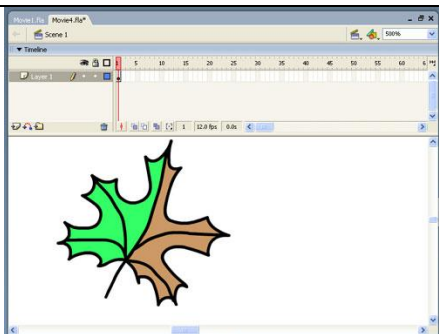 Movie1.fla Movie4.fla*
Scene 1 500%
Timeline
1 5 10 15 20 25 30 35 40 45 50 55 60 6
Layer 1
1 12.0 fps 0.0s